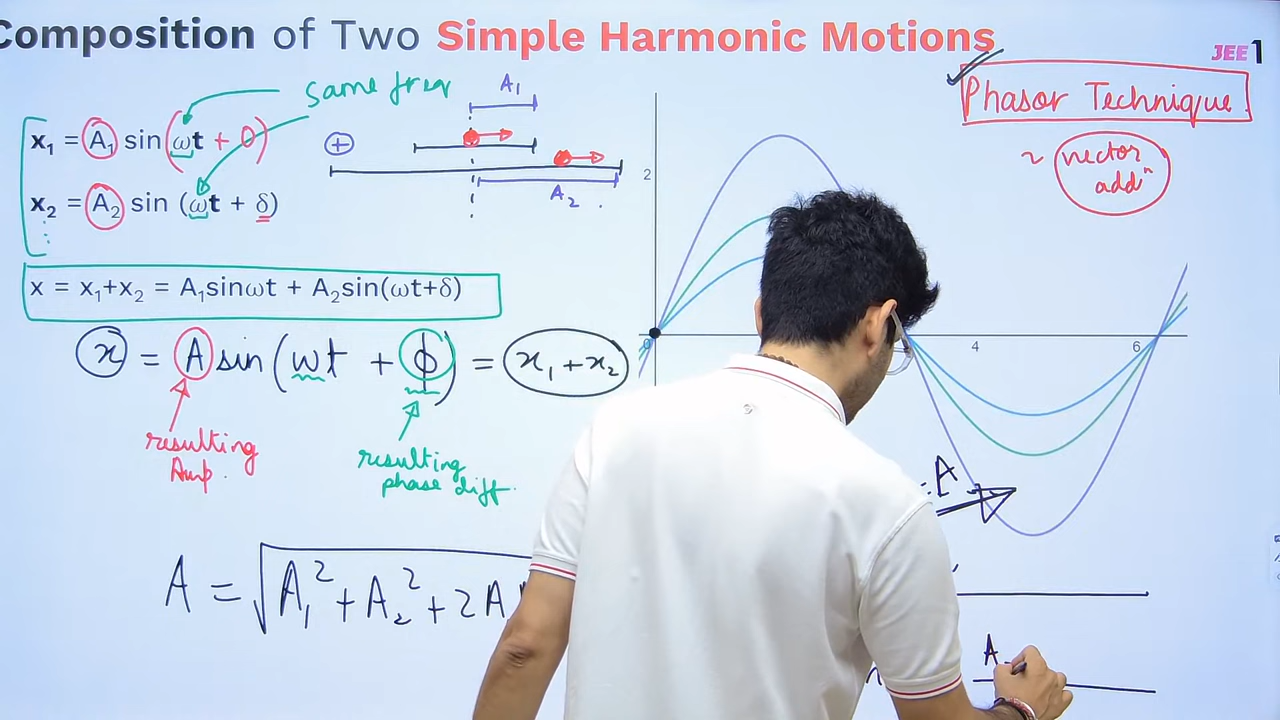 Composition of Two Simple Harmonic Motions
JEE 1
same freq
A₁
Phasor Technique
x₁ = A₁ sin (ωt + 0)
+
~ vector
addⁿ
2
x₂ = A₂ sin (ωt + δ)
A₂
x = x₁+x₂ = A₁sinωt + A₂sin(ωt+δ)
0
4
6
x = A sin (ωt + ϕ) = x₁ + x₂
resulting
Amp.
resulting
phase diff.
A
A = √A₁² + A₂² + 2A
A